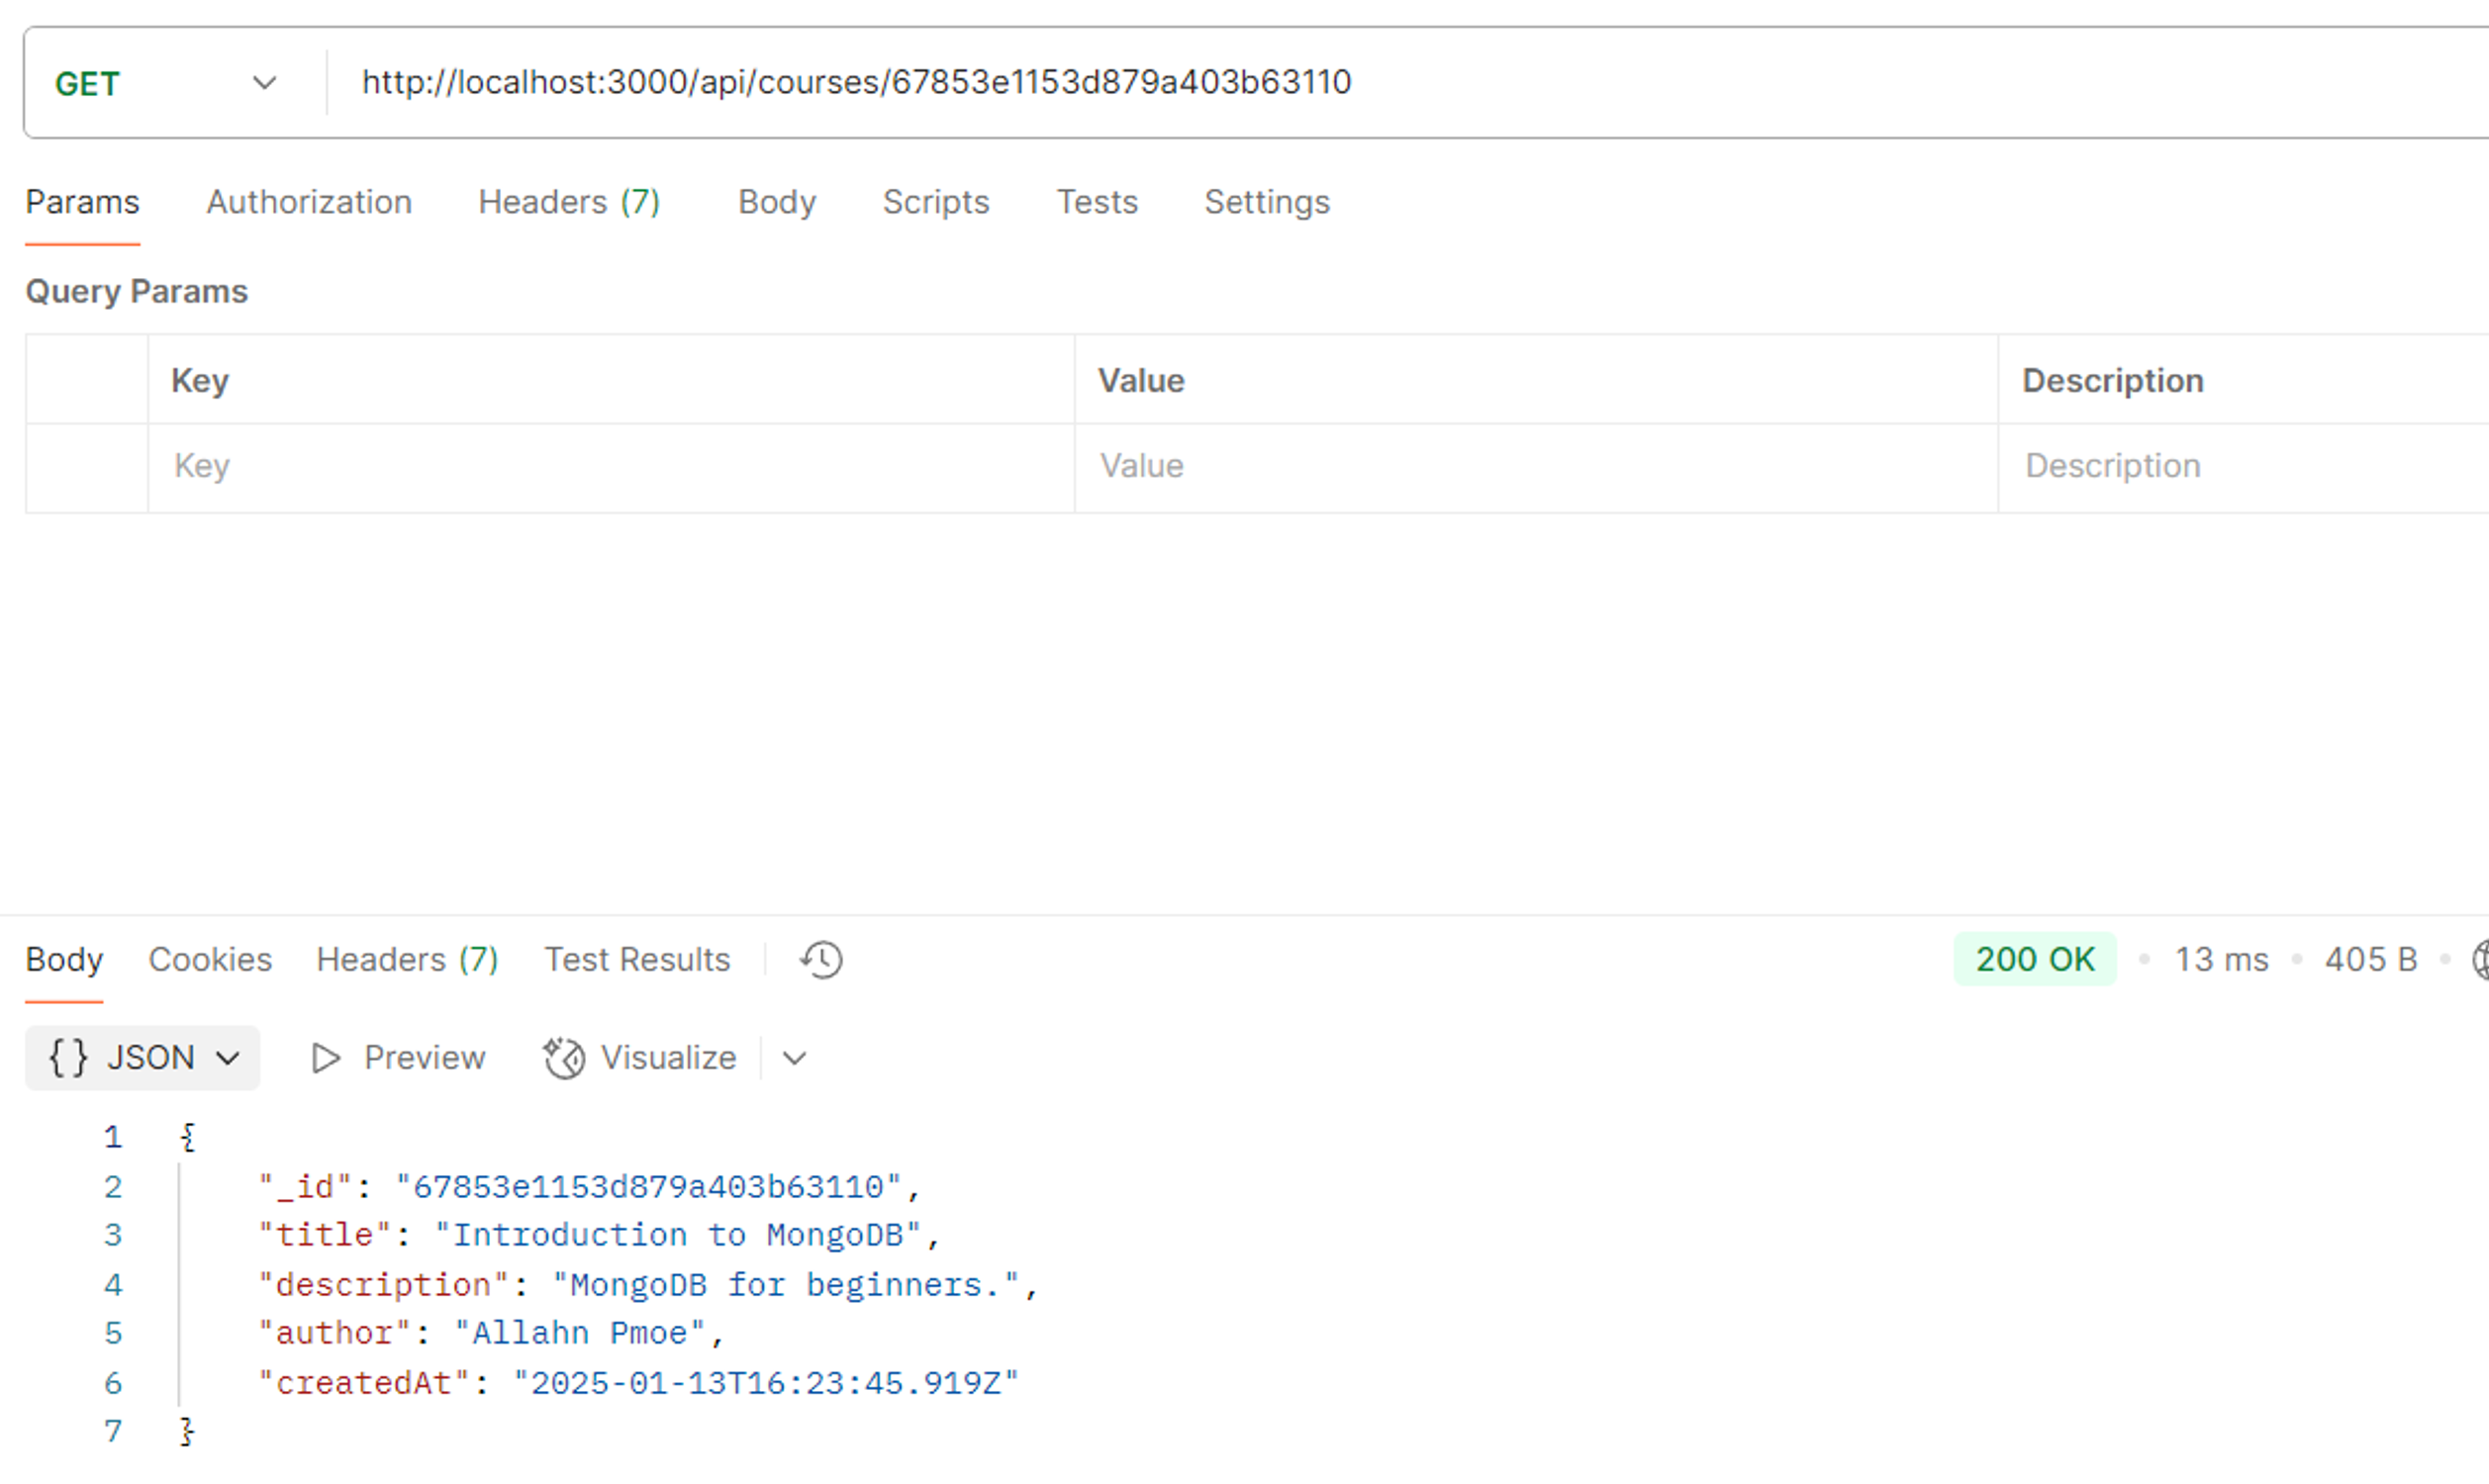 GET http://localhost:3000/api/courses/67853e1153d879a403b63110
Params Authorization Headers (7) Body Scripts Tests Settings
Query Params
Key Value Description
Key Value Description
Body Cookies Headers (7) Test Results 200 OK • 13 ms • 405 B •
{} JSON Preview Visualize
1 {
2 "_id": "67853e1153d879a403b63110",
3 "title": "Introduction to MongoDB",
4 "description": "MongoDB for beginners.",
5 "author": "Allahn Pmoe",
6 "createdAt": "2025-01-13T16:23:45.919Z"
7 }